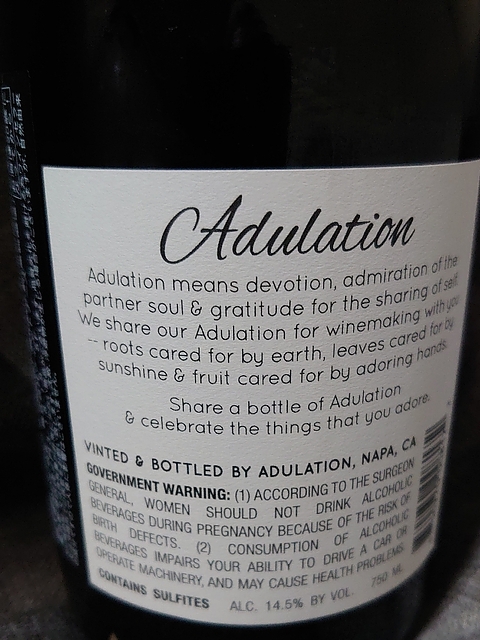 Adulation
Adulation means devotion, admiration of the
partner soul & gratitude for the sharing of self.
We share our Adulation for winemaking with you
-- roots cared for by earth, leaves cared for by
sunshine & fruit cared for by adoring hands.
Share a bottle of Adulation
& celebrate the things that you adore.
VINTED & BOTTLED BY ADULATION, NAPA, CA
GOVERNMENT WARNING: (1) ACCORDING TO THE SURGEON
GENERAL, WOMEN SHOULD NOT DRINK ALCOHOLIC
BEVERAGES DURING PREGNANCY BECAUSE OF THE RISK OF
BIRTH DEFECTS. (2) CONSUMPTION OF ALCOHOLIC
BEVERAGES IMPAIRS YOUR ABILITY TO DRIVE A CAR OR
OPERATE MACHINERY, AND MAY CAUSE HEALTH PROBLEMS.
CONTAINS SULFITES ALC. 14.5% BY VOL. 750 ML